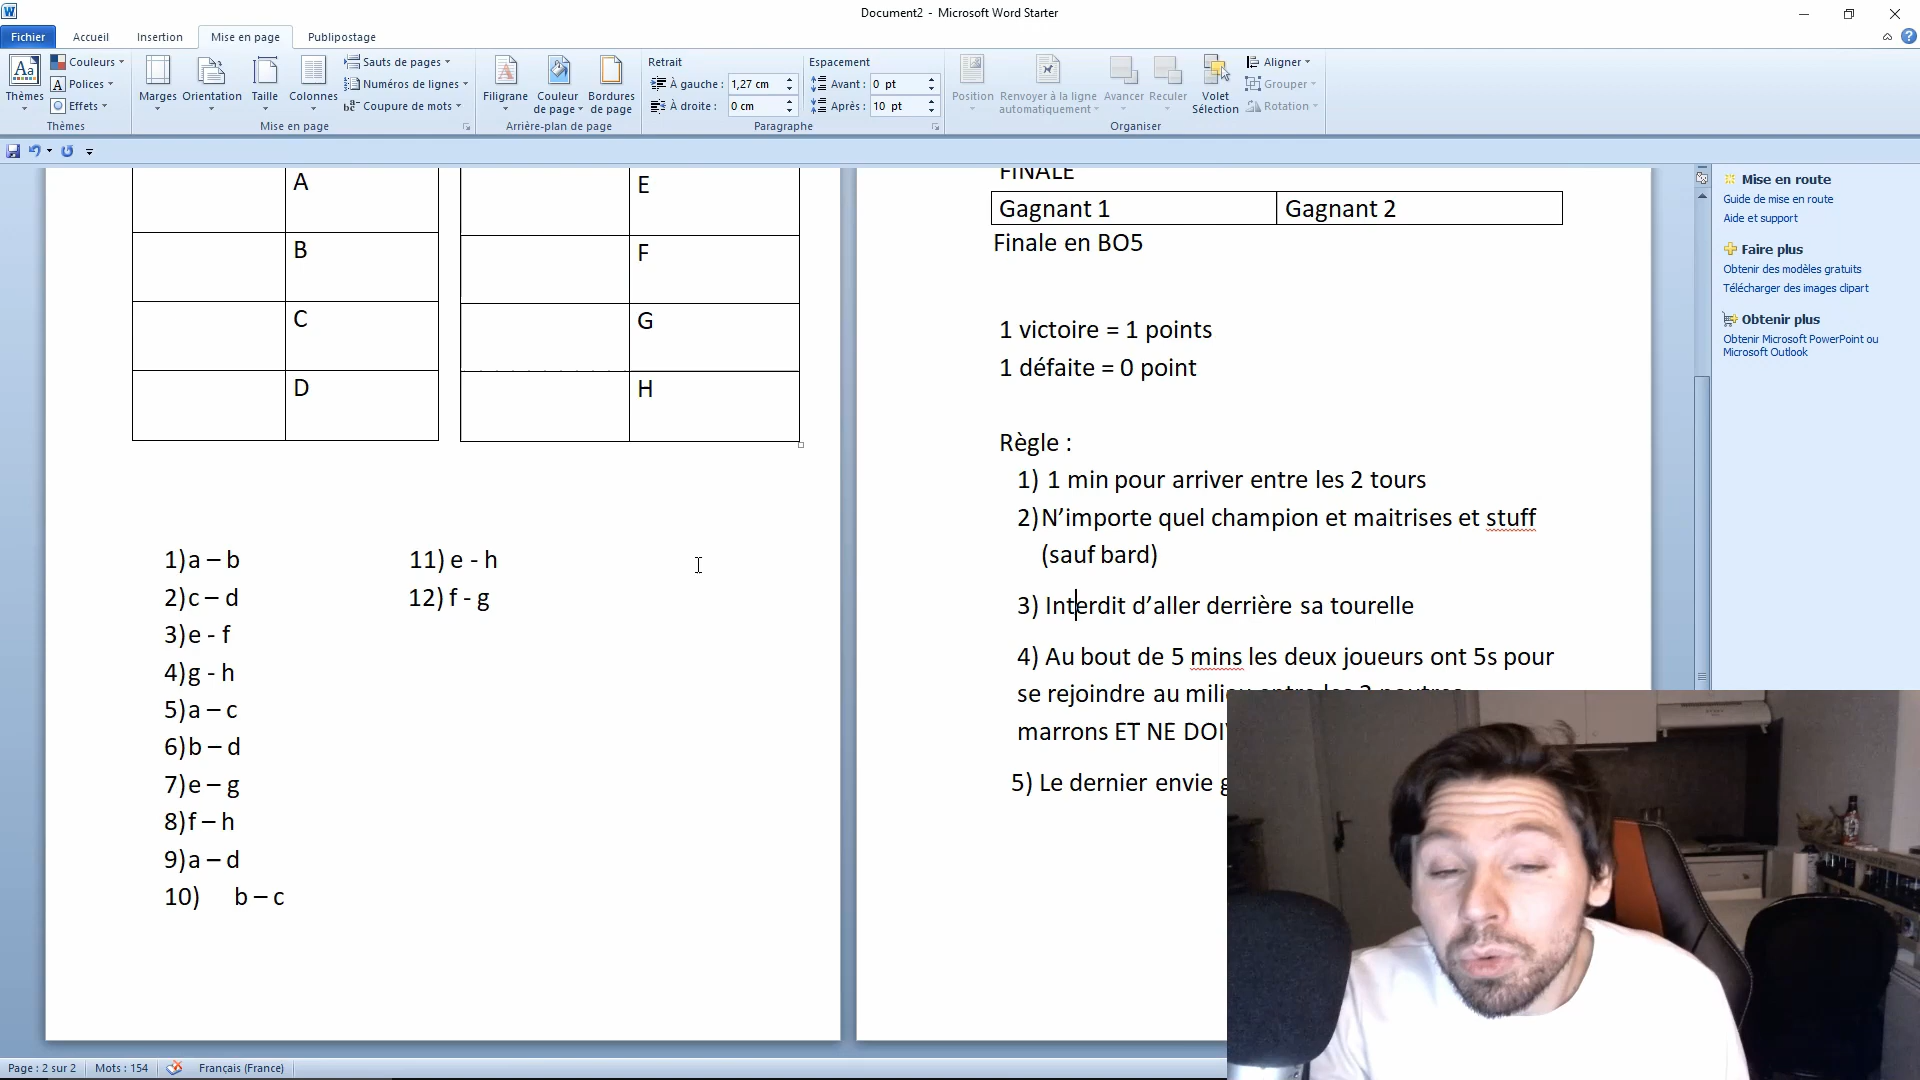 Document2 - Microsoft Word Starter
Fichier Accueil Insertion Mise en page Publipostage
Thèmes
Couleurs
Polices
Effets
Thèmes
Marges Orientation Taille Colonnes
Sauts de pages
Numéros de lignes
Coupure de mots
Mise en page
Filigrane Couleur de page Bordures de page
Arrière-plan de page
Retrait
À gauche : 1,27 cm
À droite : 0 cm
Espacement
Avant : 0 pt
Après : 10 pt
Paragraphe
Position Renvoyer à la ligne automatiquement Avancer Reculer Volet Sélection
Aligner
Grouper
Rotation
Organiser
A
B
C
D
E
F
G
H
1) a – b
2) c – d
3) e - f
4) g - h
5) a – c
6) b – d
7) e – g
8) f – h
9) a – d
10) b – c
11) e - h
12) f - g
FINALE
Gagnant 1 Gagnant 2
Finale en BO5
1 victoire = 1 points
1 défaite = 0 point
Règle :
1) 1 min pour arriver entre les 2 tours
2) N’importe quel champion et maitrises et stuff
(sauf bard)
3) Interdit d’aller derrière sa tourelle
4) Au bout de 5 mins les deux joueurs ont 5s pour
se rejoindre au milieu entre les 2 poutres
marrons ET NE
5) Le dernier envie
Mise en route
Guide de mise en route
Aide et support
Faire plus
Obtenir des modèles gratuits
Télécharger des images clipart
Obtenir plus
Obtenir Microsoft PowerPoint ou
Microsoft Outlook
Page : 2 sur 2 Mots : 154 Français (France)